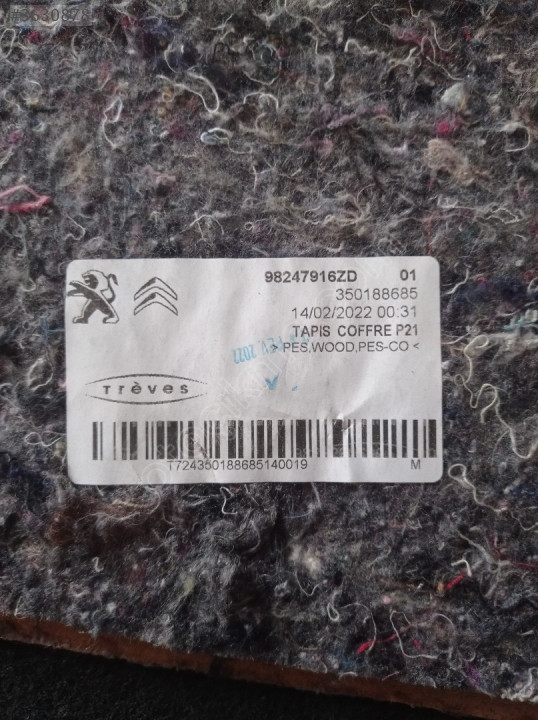 98247916ZD 01
350188685
14/02/2022 00:31
TAPIS COFFRE P21
> PES,WOOD,PES-CO <
Trèves
T724350188685140019 M